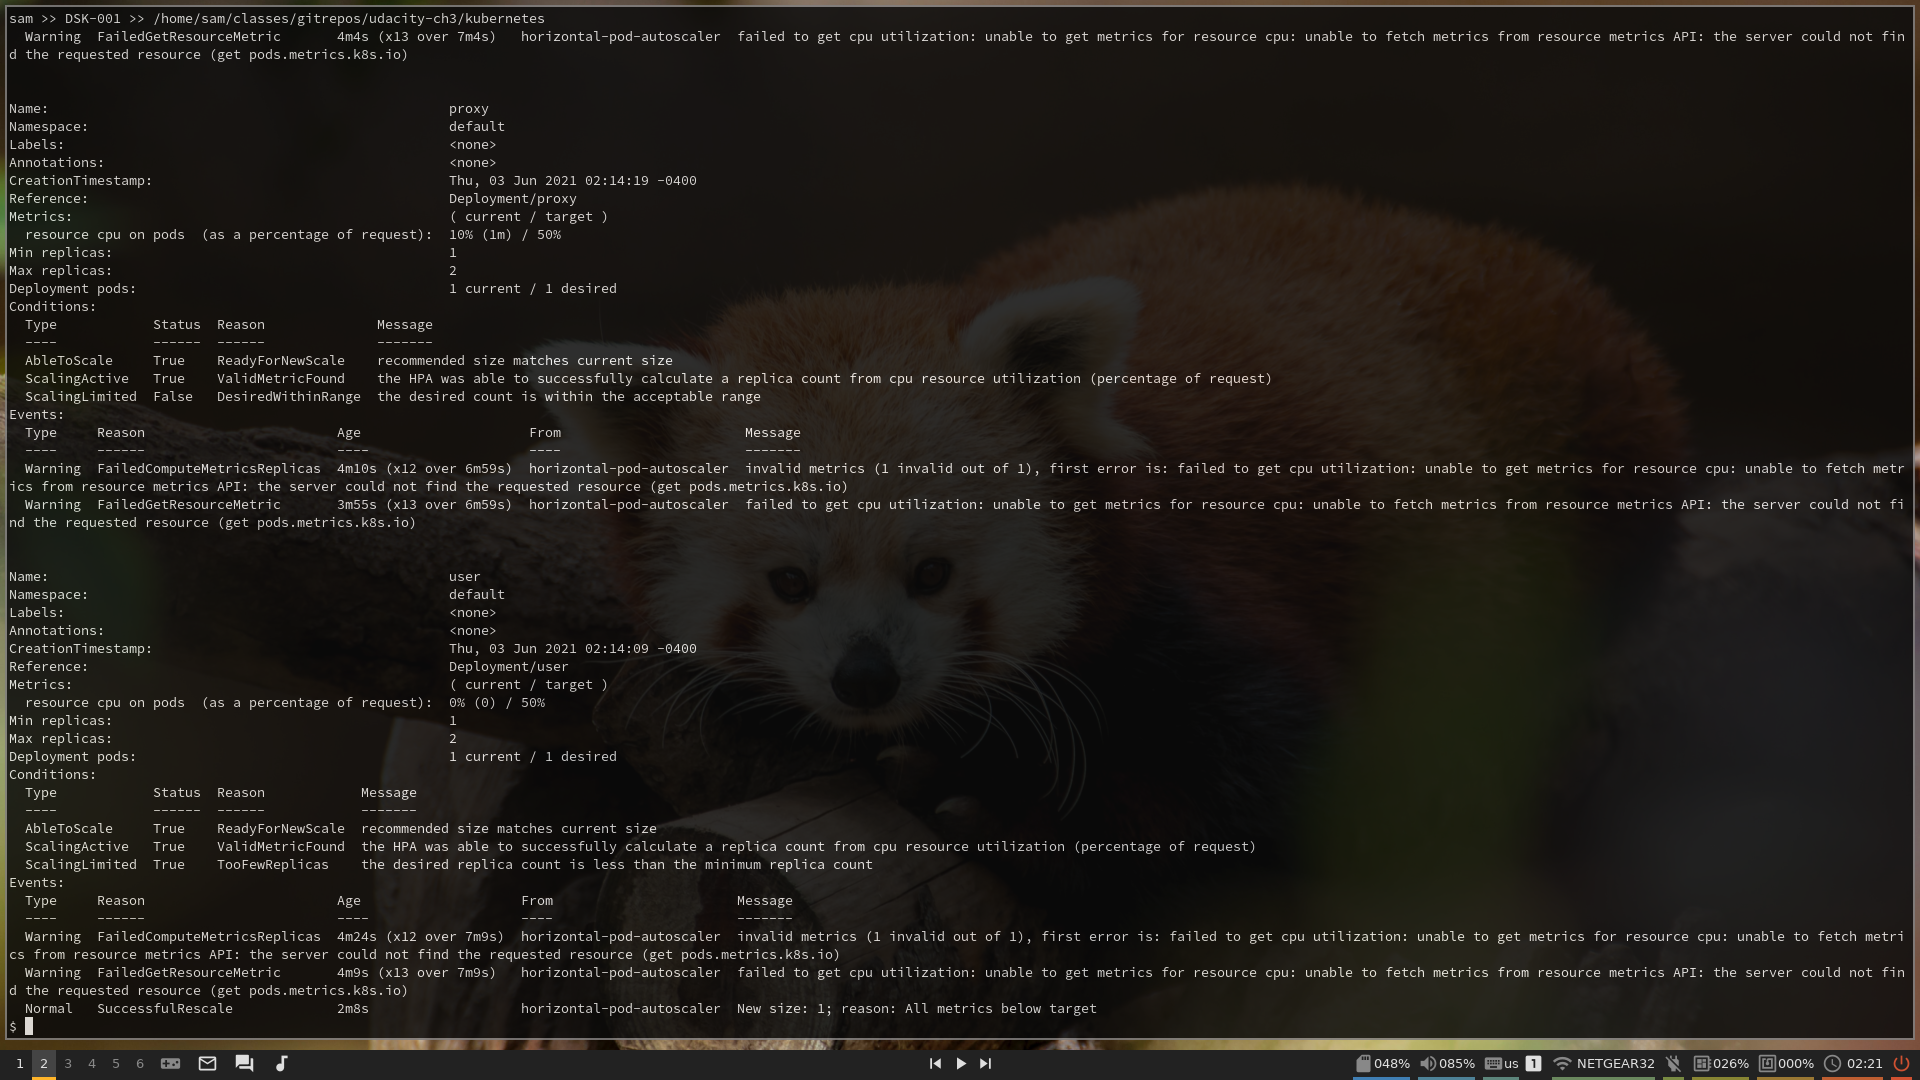 sam >> DSK-001 >> /home/sam/classes/gitrepos/udacity-ch3/kubernetes
  Warning  FailedGetResourceMetric       4m4s (x13 over 7m4s)   horizontal-pod-autoscaler  failed to get cpu utilization: unable to get metrics for resource cpu: unable to fetch metrics from resource metrics API: the server could not fin
d the requested resource (get pods.metrics.k8s.io)
Name:                                                  proxy
Namespace:                                             default
Labels:                                                <none>
Annotations:                                           <none>
CreationTimestamp:                                     Thu, 03 Jun 2021 02:14:19 -0400
Reference:                                             Deployment/proxy
Metrics:                                               ( current / target )
  resource cpu on pods  (as a percentage of request):  10% (1m) / 50%
Min replicas:                                          1
Max replicas:                                          2
Deployment pods:                                       1 current / 1 desired
Conditions:
  Type            Status  Reason              Message
  ----            ------  ------              -------
  AbleToScale     True    ReadyForNewScale    recommended size matches current size
  ScalingActive   True    ValidMetricFound    the HPA was able to successfully calculate a replica count from cpu resource utilization (percentage of request)
  ScalingLimited  False   DesiredWithinRange  the desired count is within the acceptable range
Events:
  Type     Reason                        Age                     From                       Message
  ----     ------                        ----                    ----                       -------
  Warning  FailedComputeMetricsReplicas  4m10s (x12 over 6m59s)  horizontal-pod-autoscaler  invalid metrics (1 invalid out of 1), first error is: failed to get cpu utilization: unable to get metrics for resource cpu: unable to fetch metr
ics from resource metrics API: the server could not find the requested resource (get pods.metrics.k8s.io)
  Warning  FailedGetResourceMetric       3m55s (x13 over 6m59s)  horizontal-pod-autoscaler  failed to get cpu utilization: unable to get metrics for resource cpu: unable to fetch metrics from resource metrics API: the server could not fi
nd the requested resource (get pods.metrics.k8s.io)
Name:                                                  user
Namespace:                                             default
Labels:                                                <none>
Annotations:                                           <none>
CreationTimestamp:                                     Thu, 03 Jun 2021 02:14:09 -0400
Reference:                                             Deployment/user
Metrics:                                               ( current / target )
  resource cpu on pods  (as a percentage of request):  0% (0) / 50%
Min replicas:                                          1
Max replicas:                                          2
Deployment pods:                                       1 current / 1 desired
Conditions:
  Type            Status  Reason            Message
  ----            ------  ------            -------
  AbleToScale     True    ReadyForNewScale  recommended size matches current size
  ScalingActive   True    ValidMetricFound  the HPA was able to successfully calculate a replica count from cpu resource utilization (percentage of request)
  ScalingLimited  True    TooFewReplicas    the desired replica count is less than the minimum replica count
Events:
  Type     Reason                        Age                    From                       Message
  ----     ------                        ----                   ----                       -------
  Warning  FailedComputeMetricsReplicas  4m24s (x12 over 7m9s)  horizontal-pod-autoscaler  invalid metrics (1 invalid out of 1), first error is: failed to get cpu utilization: unable to get metrics for resource cpu: unable to fetch metri
cs from resource metrics API: the server could not find the requested resource (get pods.metrics.k8s.io)
  Warning  FailedGetResourceMetric       4m9s (x13 over 7m9s)   horizontal-pod-autoscaler  failed to get cpu utilization: unable to get metrics for resource cpu: unable to fetch metrics from resource metrics API: the server could not fin
d the requested resource (get pods.metrics.k8s.io)
  Normal   SuccessfulRescale             2m8s                   horizontal-pod-autoscaler  New size: 1; reason: All metrics below target
$
1 2 3 4 5 6 048% 085% us 1 NETGEAR32 026% 000% 02:21